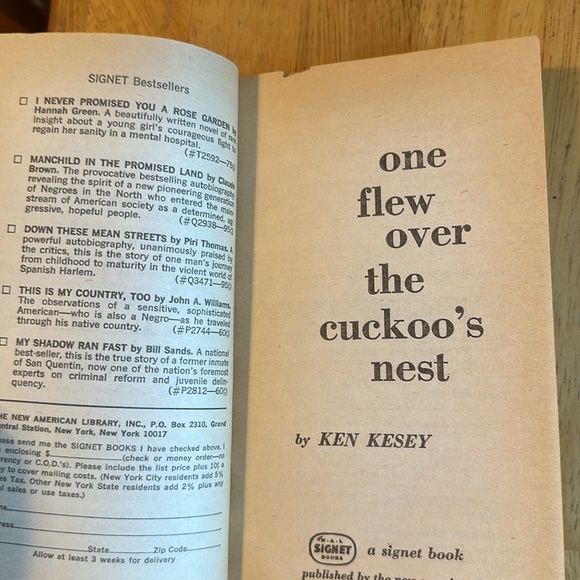 SIGNET Bestsellers
I NEVER PROMISED YOU A ROSE GARDEN by
Hannah Green. A beautifully written novel of rare
insight about a young girl's courageous fight to
regain her sanity in a mental hospital.
(#T2592—75¢)
MANCHILD IN THE PROMISED LAND by Claude
Brown. The provocative bestselling autobiography
revealing the spirit of a new pioneering generation
of Negroes in the North who entered the main-
stream of American society as a determined, ag-
gressive, hopeful people.
(#Q2938—95¢)
DOWN THESE MEAN STREETS by Piri Thomas. A
powerful autobiography, unanimously praised by
the critics, this is the story of one man's journey
from childhood to maturity in the violent world of
Spanish Harlem.
(#Q3471—95¢)
THIS IS MY COUNTRY, TOO by John A. Williams.
The observations of a sensitive, sophisticated
American—who is also a Negro—as he traveled
through his native country.
(#P2744—60¢)
MY SHADOW RAN FAST by Bill Sands. A national
best-seller, this is the true story of a former inmate
of San Quentin, now one of the nation's foremost
experts on criminal reform and juvenile delin-
quency.
(#P2812—60¢)
THE NEW AMERICAN LIBRARY, INC., P.O. Box 2310, Grand
Central Station, New York, New York 10017
Please send me the SIGNET BOOKS I have checked above. I
enclosing $ (check or money order—no
currency or C.O.D.'s). Please include the list price plus 10¢ a
to cover mailing costs. (New York City residents add 5%
Sales Tax. Other New York State residents add 2% plus any
local sales or use taxes.)
State Zip Code
Allow at least 3 weeks for delivery
one
flew
over
the
cuckoo's
nest
by KEN KESEY
N·A·L
SIGNET
BOOKS
a signet book
published by the new